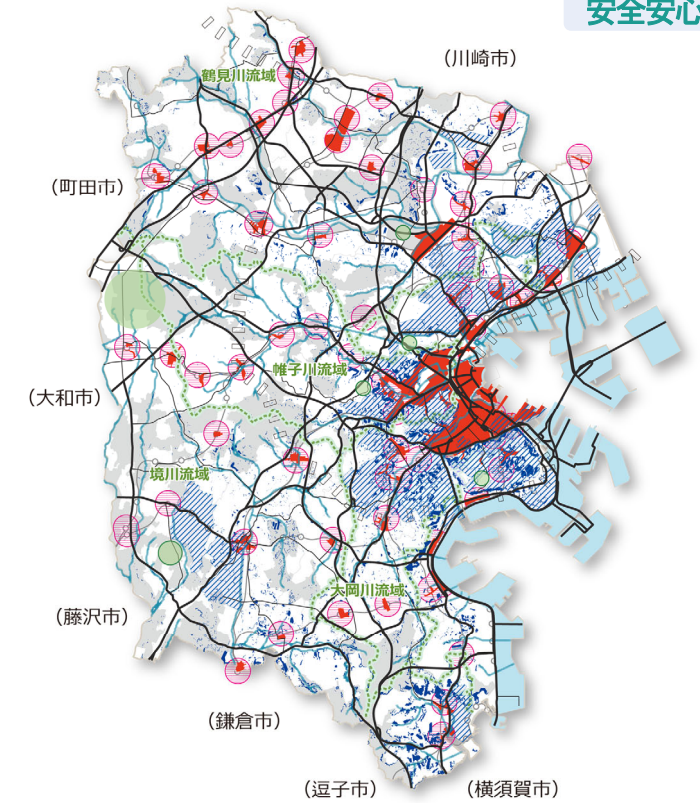 安全安心
（川崎市）
鶴見川流域
（町田市）
帷子川流域
（大和市）
境川流域
大岡川流域
（藤沢市）
（鎌倉市）
（逗子市）
（横須賀市）